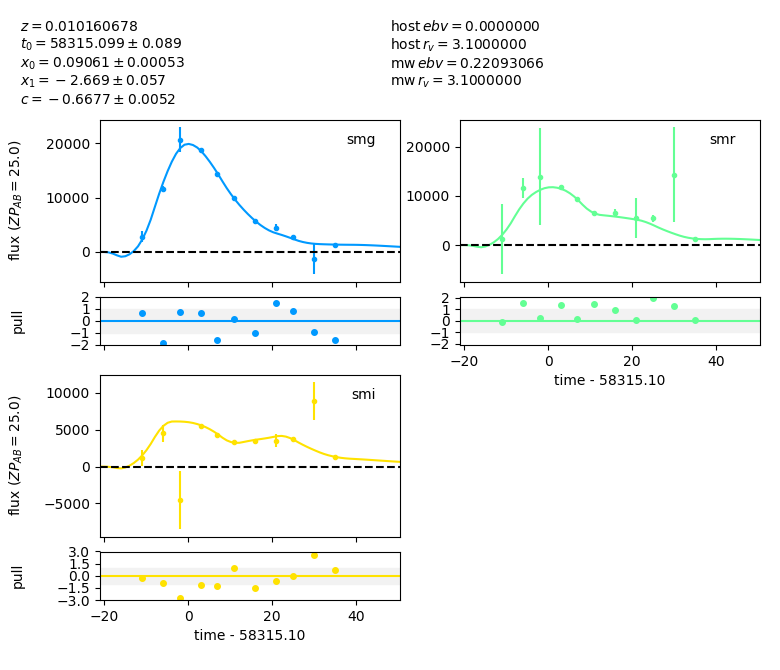 z = 0.010160678
t₀ = 58315.099 ± 0.089
x₀ = 0.09061 ± 0.00053
x₁ = −2.669 ± 0.057
c = −0.6677 ± 0.0052
host ebv = 0.0000000
host r_v = 3.1000000
mw ebv = 0.22093066
mw r_v = 3.1000000
flux (ZP_AB = 25.0)
20000
10000
0
smg
20000
10000
0
smr
pull
2
1
0
−1
−2
2
1
0
−1
−2
−20
0
20
40
time - 58315.10
flux (ZP_AB = 25.0)
10000
5000
0
−5000
smi
pull
3.0
1.5
0.0
−1.5
−3.0
−20
0
20
40
time - 58315.10